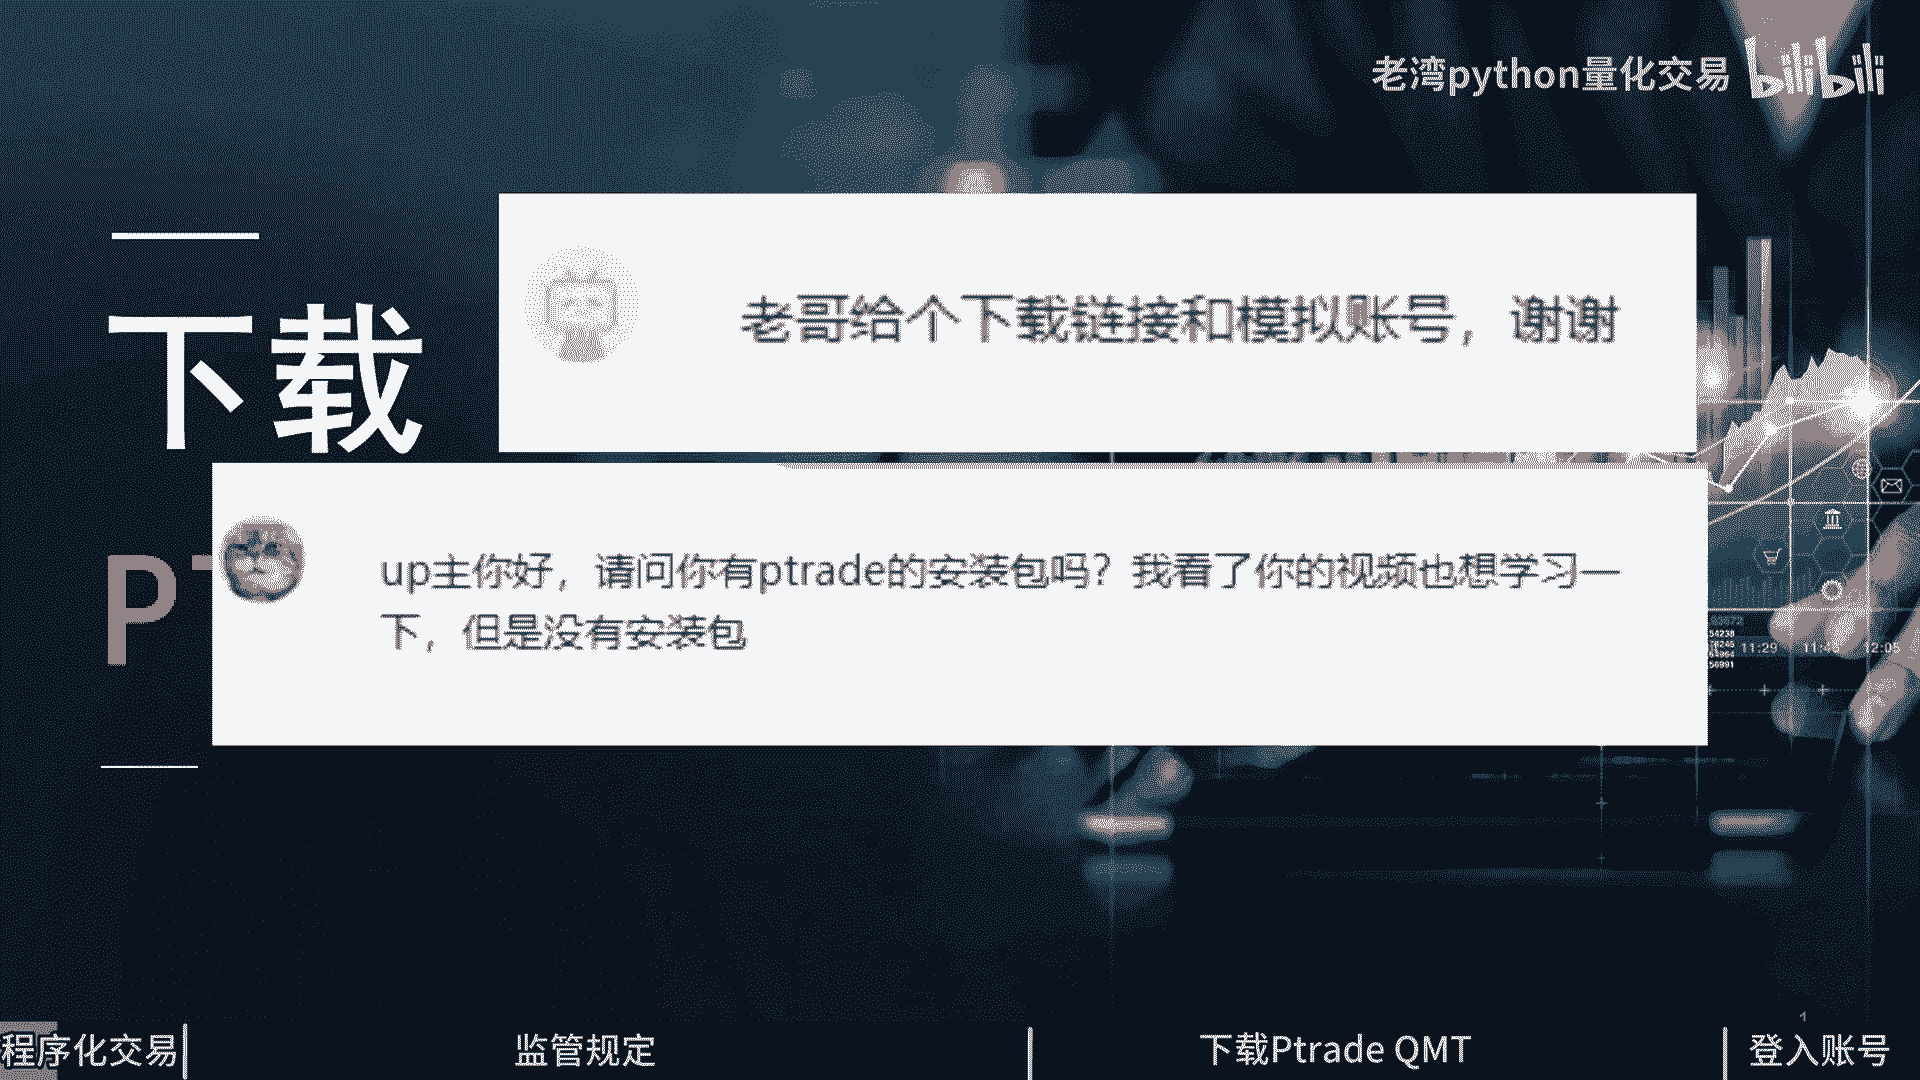 老湾python量化交易 bilibili
下载
老哥给个下载链接和模拟账号，谢谢
PT
up主你好，请问你有ptrade的安装包吗？我看了你的视频也想学习一
下，但是没有安装包
54238
56991
11:29 11:46 12:05
1
程序化交易 监管规定 下载Ptrade QMT 登入账号